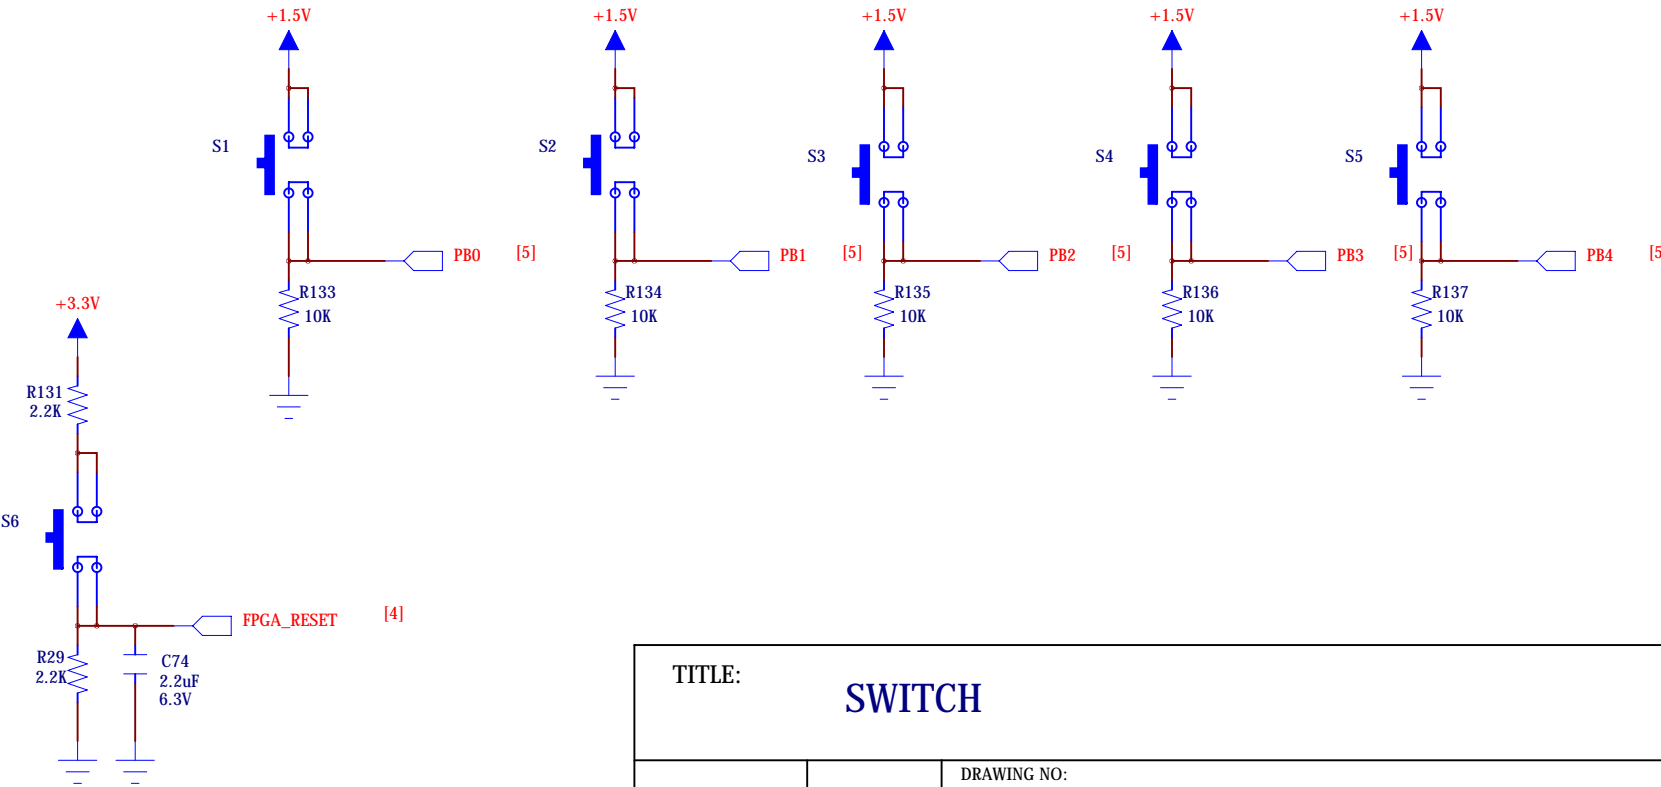 +1.5V
+1.5V
+1.5V
+1.5V
+1.5V
S1
S2
S3
S4
S5
PB0 [5]
PB1 [5]
PB2 [5]
PB3 [5]
PB4 [5
R133
10K
R134
10K
R135
10K
R136
10K
R137
10K
+3.3V
R131
2.2K
S6
FPGA_RESET [4]
R29
2.2K
C74
2.2uF
6.3V
TITLE:
SWITCH
DRAWING NO: